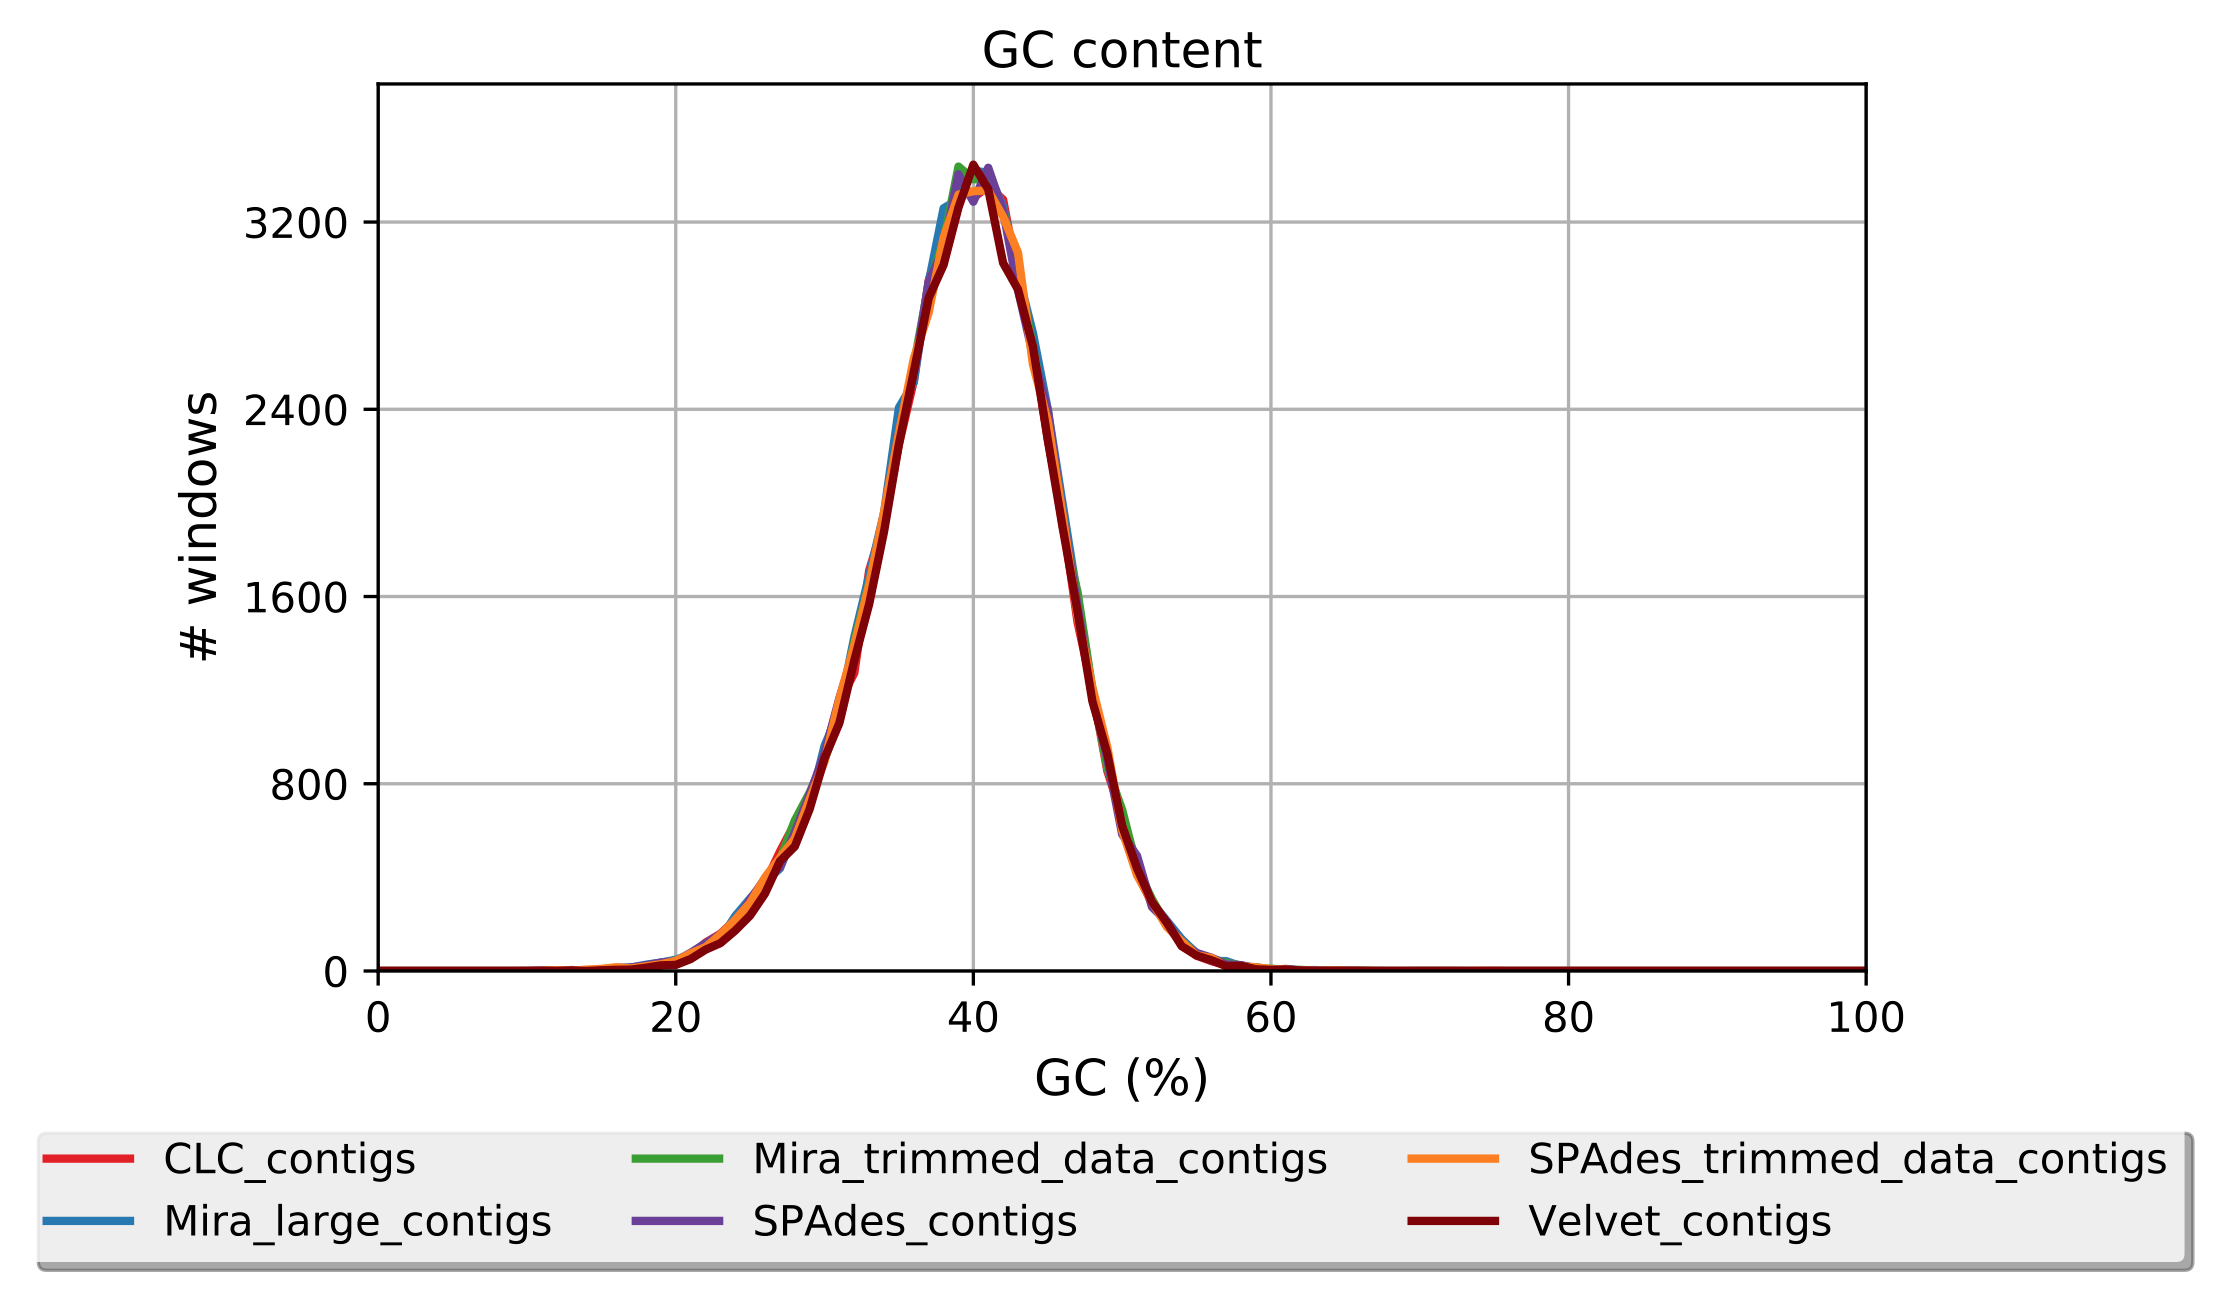 GC content
# windows
3200
2400
1600
800
0
0 20 40 60 80 100
GC (%)
CLC_contigs Mira_trimmed_data_contigs SPAdes_trimmed_data_contigs
Mira_large_contigs SPAdes_contigs Velvet_contigs